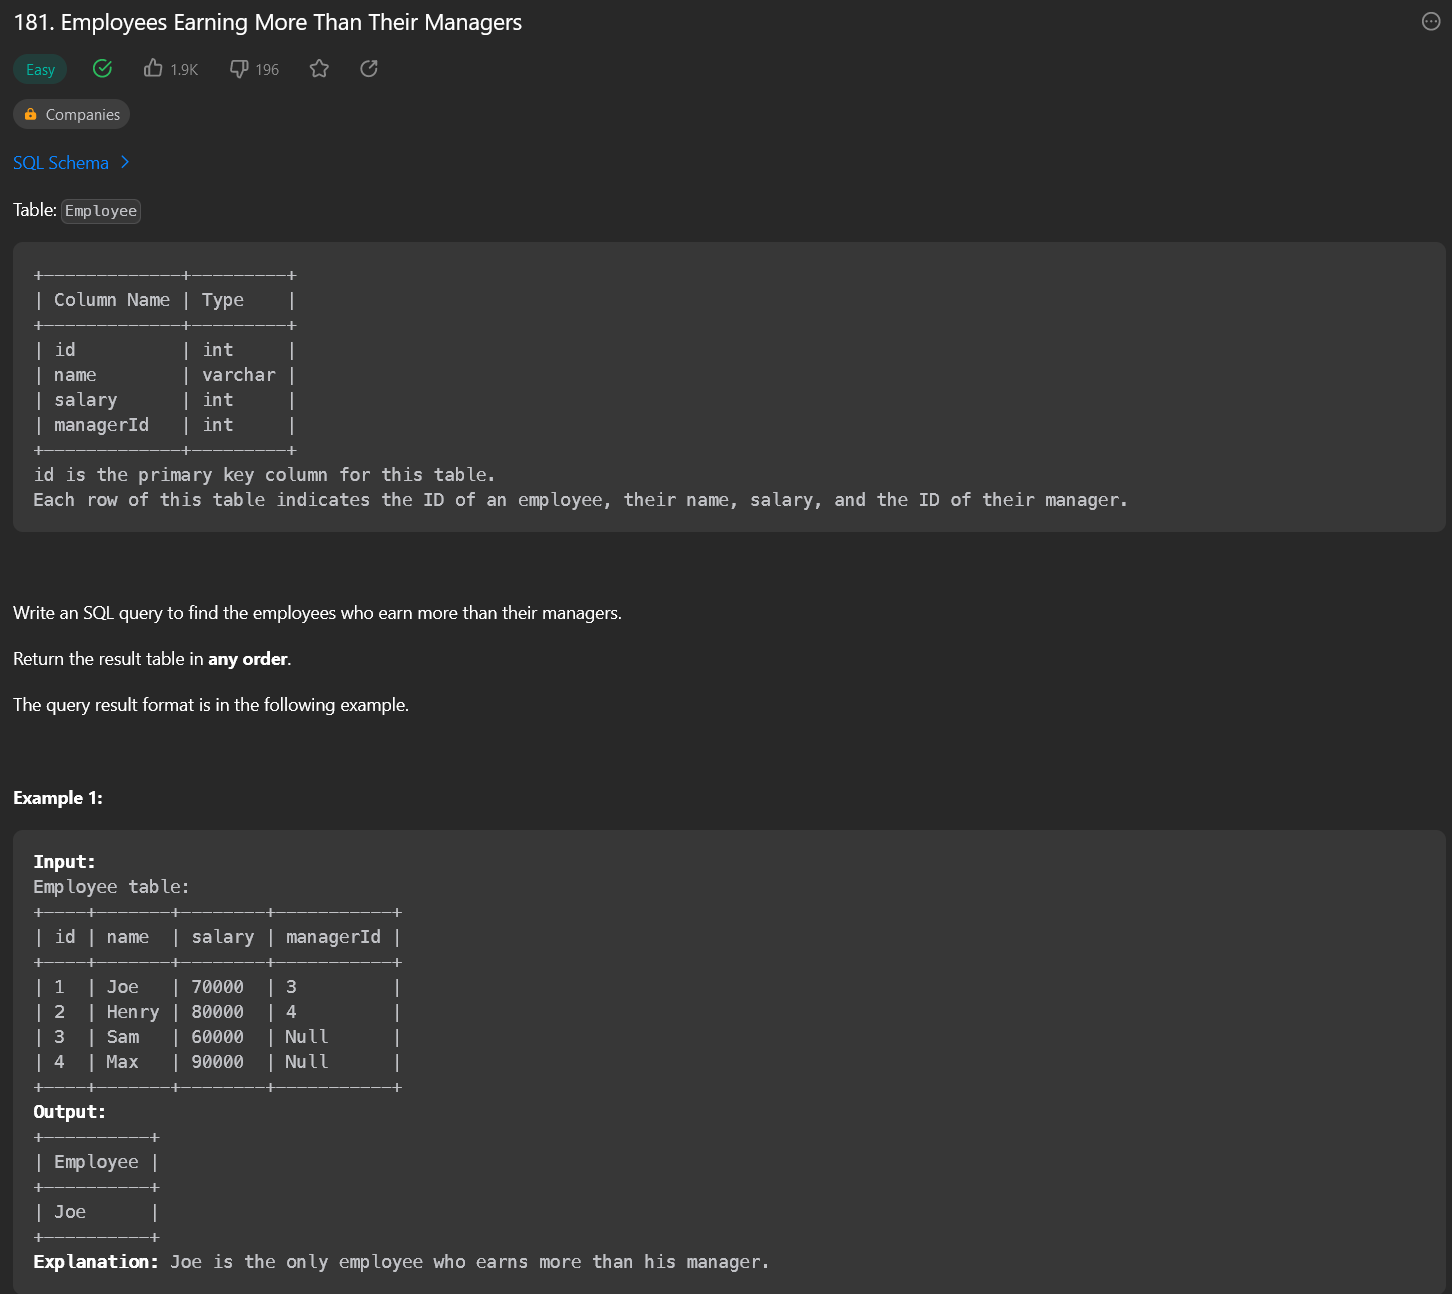 181. Employees Earning More Than Their Managers
Easy
1.9K
196
Companies
SQL Schema
Table: Employee
+-------------+---------+
| Column Name | Type    |
+-------------+---------+
| id          | int     |
| name        | varchar |
| salary      | int     |
| managerId   | int     |
+-------------+---------+
id is the primary key column for this table.
Each row of this table indicates the ID of an employee, their name, salary, and the ID of their manager.
Write an SQL query to find the employees who earn more than their managers.
Return the result table in any order.
The query result format is in the following example.
Example 1:
Input:
Employee table:
+----+-------+--------+-----------+
| id | name  | salary | managerId |
+----+-------+--------+-----------+
| 1  | Joe   | 70000  | 3         |
| 2  | Henry | 80000  | 4         |
| 3  | Sam   | 60000  | Null      |
| 4  | Max   | 90000  | Null      |
+----+-------+--------+-----------+
Output:
+----------+
| Employee |
+----------+
| Joe      |
+----------+
Explanation: Joe is the only employee who earns more than his manager.